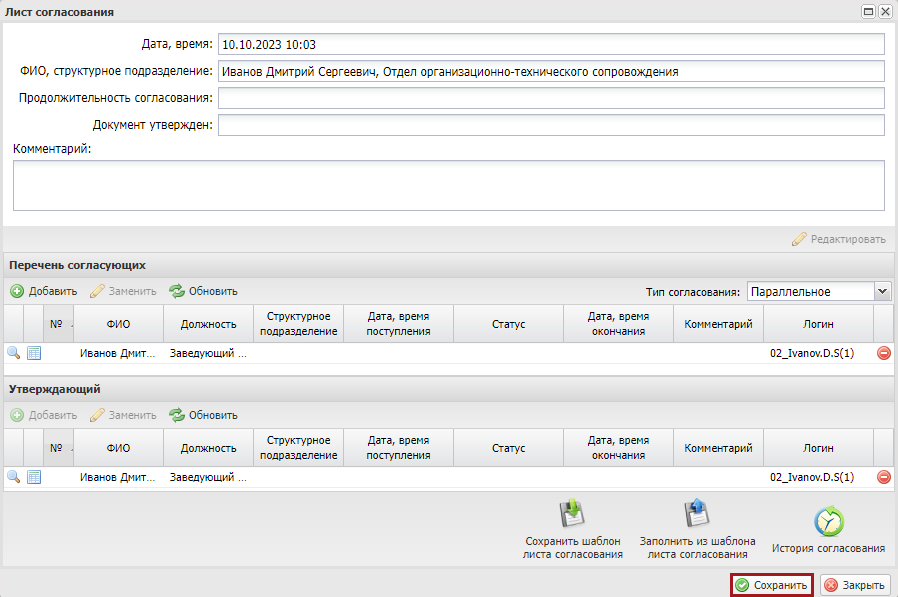 Лист согласования
Дата, время: 10.10.2023 10:03
ФИО, структурное подразделение: Иванов Дмитрий Сергеевич, Отдел организационно-технического сопровождения
Продолжительность согласования:
Документ утвержден:
Комментарий:
Редактировать
Перечень согласующих
Добавить Заменить Обновить Тип согласования: Параллельное
№ ФИО Должность Структурное подразделение Дата, время поступления Статус Дата, время окончания Комментарий Логин
Иванов Дмит... Заведующий ... 02_Ivanov.D.S(1)
Утверждающий
Добавить Заменить Обновить
№ ФИО Должность Структурное подразделение Дата, время поступления Статус Дата, время окончания Комментарий Логин
Иванов Дмит... Заведующий ... 02_Ivanov.D.S(1)
Сохранить шаблон листа согласования
Заполнить из шаблона листа согласования
История согласования
Сохранить Закрыть